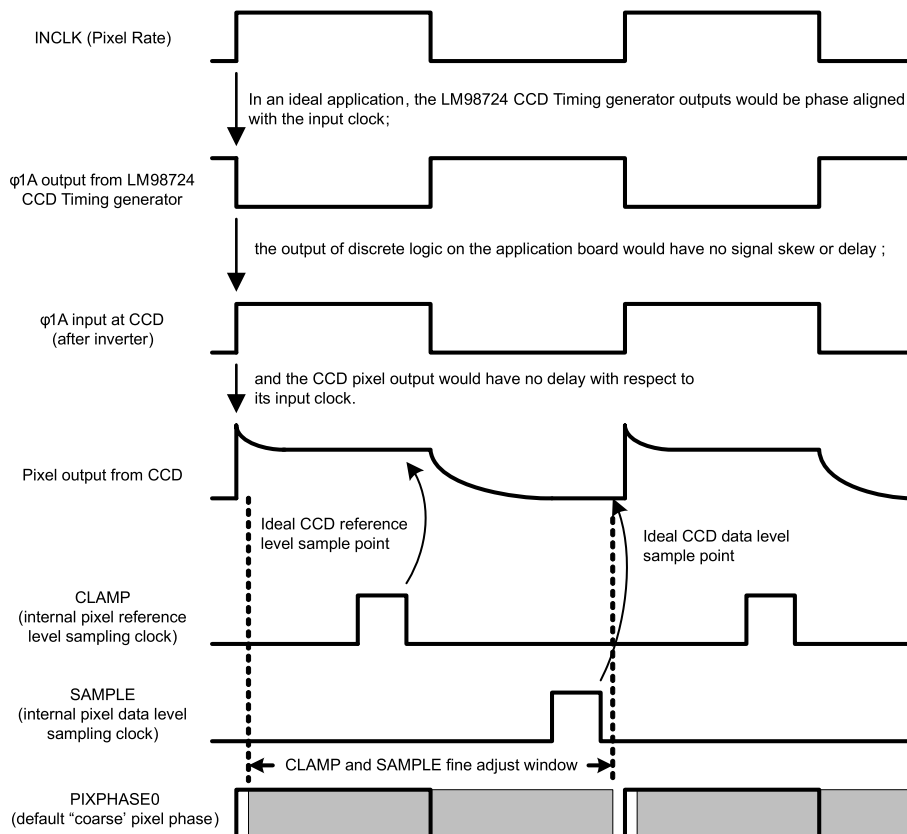 INCLK (Pixel Rate)
In an ideal application, the LM98724 CCD Timing generator outputs would be phase aligned
with the input clock;
φ1A output from LM98724
CCD Timing generator
the output of discrete logic on the application board would have no signal skew or delay ;
φ1A input at CCD
(after inverter)
and the CCD pixel output would have no delay with respect to
its input clock.
Pixel output from CCD
Ideal CCD reference
level sample point
Ideal CCD data level
sample point
CLAMP
(internal pixel reference
level sampling clock)
SAMPLE
(internal pixel data level
sampling clock)
CLAMP and SAMPLE fine adjust window
PIXPHASE0
(default “coarse’ pixel phase)